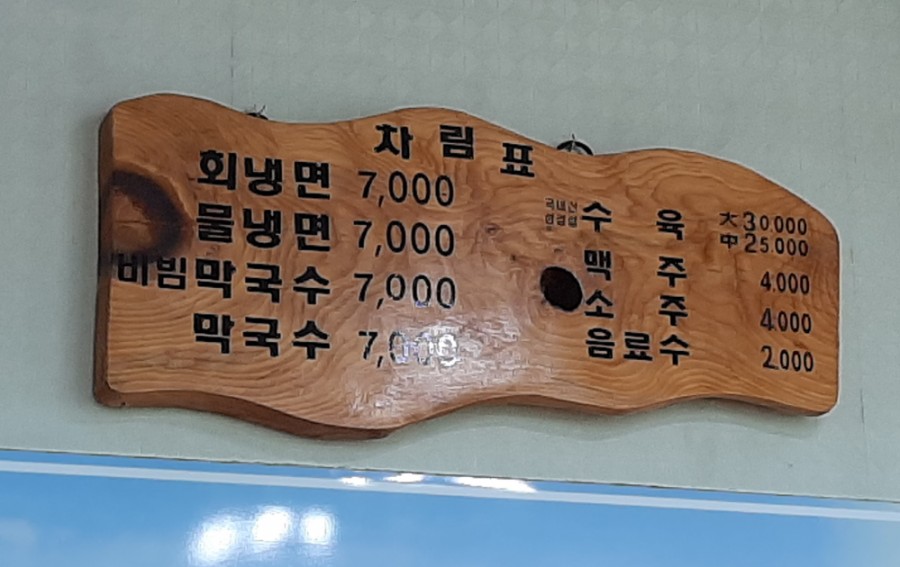 차림표
회냉면 7,000
물냉면 7,000
비빔막국수 7,000
막국수 7,000
수육 大30.000
中25.000
맥주 4.000
소주 4.000
음료수 2.000